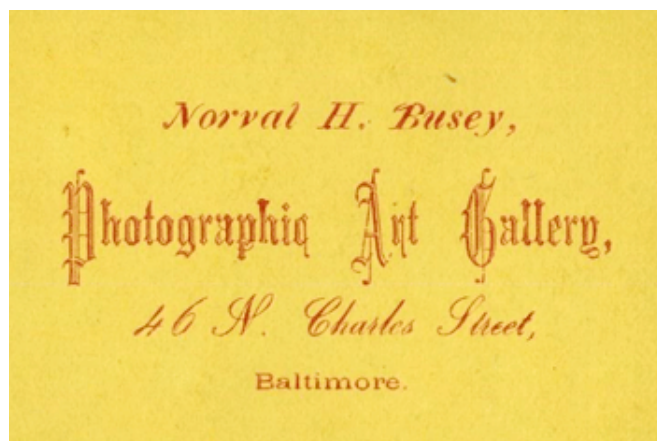 Norval H. Busey,
Photographic Art Gallery,
46 N. Charles Street,
Baltimore.